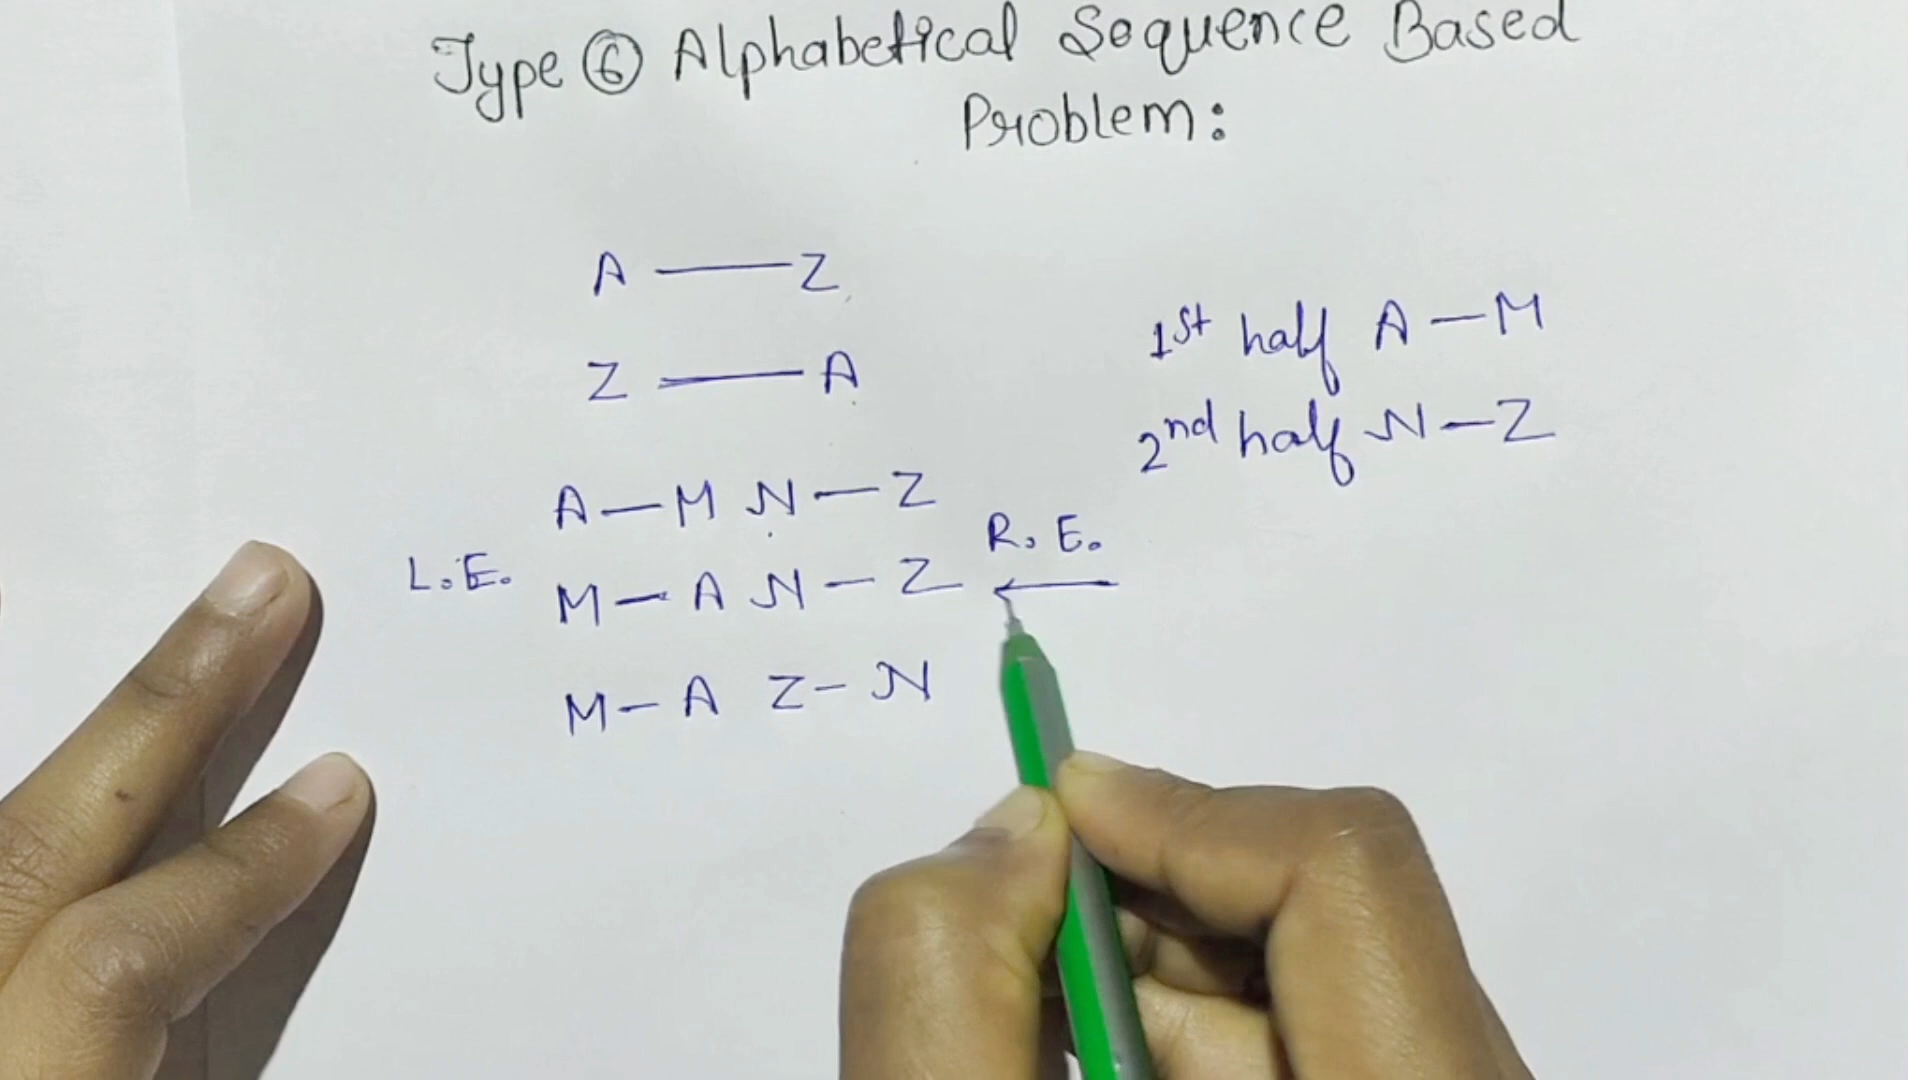 Type ⑥ Alphabetical Sequence Based
Problem:
A — Z
Z — A
1st half A — M
2nd half N — Z
A — M N — Z
R. E.
L. E.
M — A N — Z ←
M — A Z — N